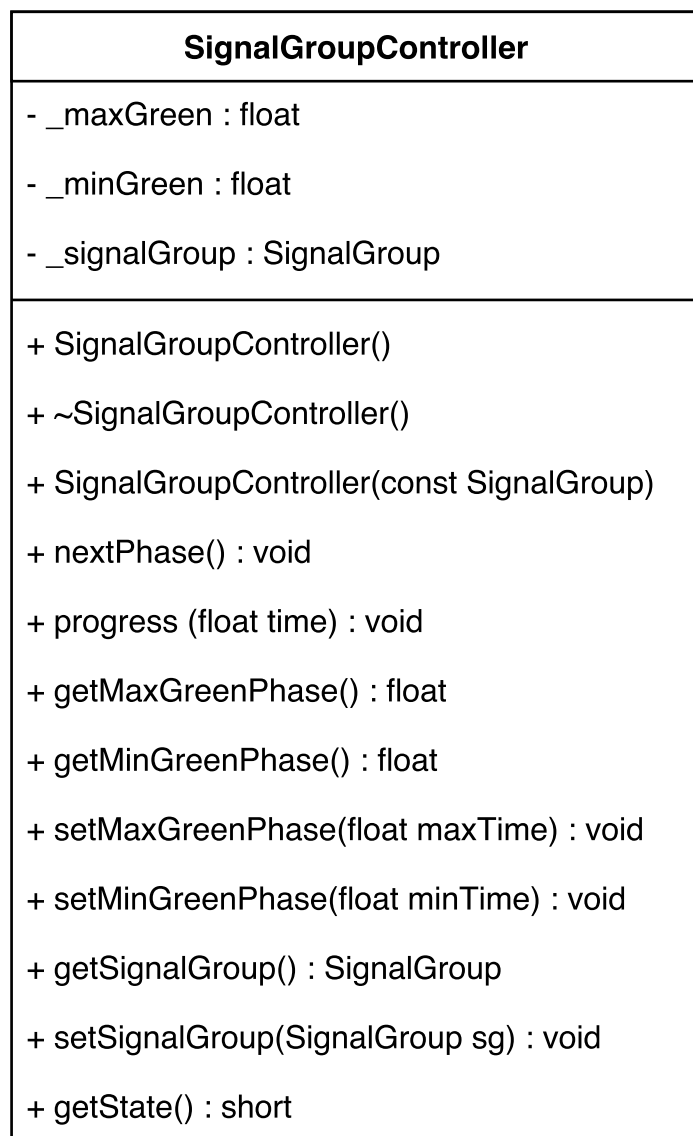 SignalGroupController
- _maxGreen : float
- _minGreen : float
- _signalGroup : SignalGroup
+ SignalGroupController()
+ ~SignalGroupController()
+ SignalGroupController(const SignalGroup)
+ nextPhase() : void
+ progress (float time) : void
+ getMaxGreenPhase() : float
+ getMinGreenPhase() : float
+ setMaxGreenPhase(float maxTime) : void
+ setMinGreenPhase(float minTime) : void
+ getSignalGroup() : SignalGroup
+ setSignalGroup(SignalGroup sg) : void
+ getState() : short